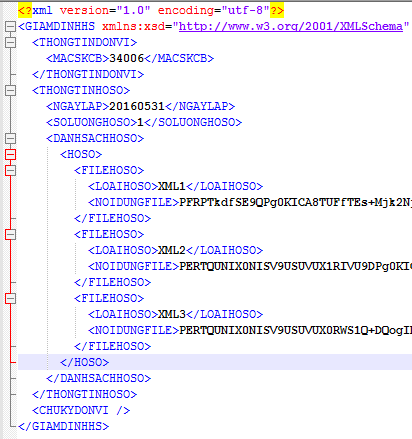 <?xml version="1.0" encoding="utf-8"?>
<GIAMDINHHS xmlns:xsd="http://www.w3.org/2001/XMLSchema"
<THONGTINDONVI>
<MACSKCB>34006</MACSKCB>
</THONGTINDONVI>
<THONGTINHOSO>
<NGAYLAP>20160531</NGAYLAP>
<SOLUONGHOSO>1</SOLUONGHOSO>
<DANHSACHHOSO>
<HOSO>
<FILEHOSO>
<LOAIHOSO>XML1</LOAIHOSO>
<NOIDUNGFILE>PFRPTkdfSE9QPg0KICA8TUFfTEs+Mjk2Nj
</FILEHOSO>
<FILEHOSO>
<LOAIHOSO>XML2</LOAIHOSO>
<NOIDUNGFILE>PERTQUNIX0NISV9USUVUX1RIVU9DPg0KIC
</FILEHOSO>
<FILEHOSO>
<LOAIHOSO>XML3</LOAIHOSO>
<NOIDUNGFILE>PERTQUNIX0NISV9USUVUX0RWS1Q+DQogI
</FILEHOSO>
</HOSO>
</DANHSACHHOSO>
</THONGTINHOSO>
<CHUKYDONVI />
</GIAMDINHHS>